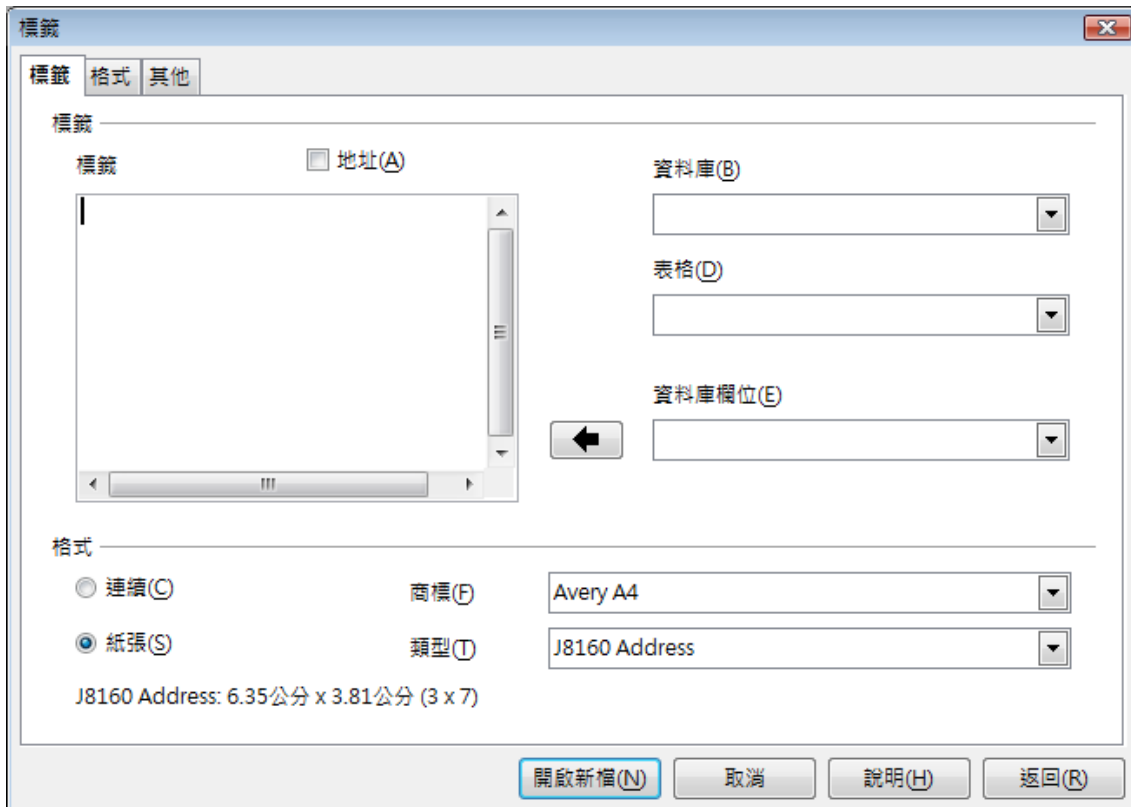 標籤
標籤 格式 其他
標籤
標籤 地址(A) 資料庫(B)
表格(D)
資料庫欄位(E)
格式
連續(C) 商標(F) Avery A4
紙張(S) 類型(T) J8160 Address
J8160 Address: 6.35公分 x 3.81公分 (3 x 7)
開啟新檔(N) 取消 說明(H) 返回(R)